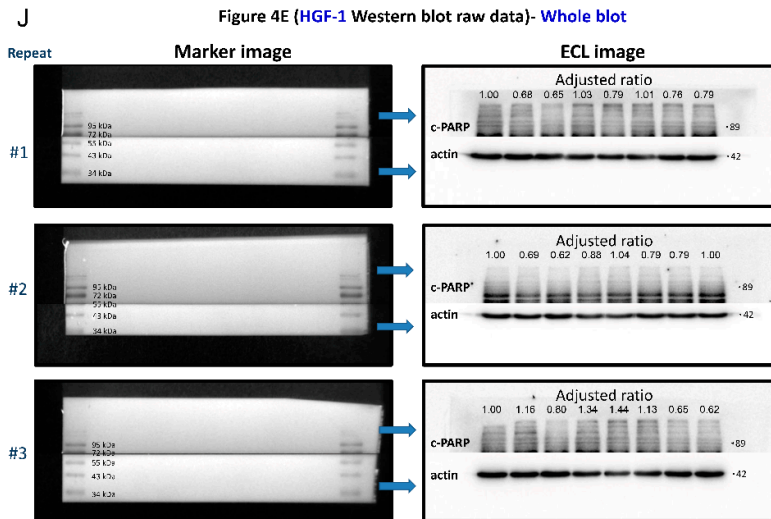 J
Figure 4E (HGF-1 Western blot raw data)- Whole blot
Repeat
Marker image
ECL image
#1
95 kDa
72 kDa
55 kDa
43 kDa
34 kDa
Adjusted ratio
1.00 0.68 0.65 1.03 0.79 1.01 0.76 0.79
c-PARP
89
actin
42
#2
95 kDa
72 kDa
55 kDa
43 kDa
34 kDa
Adjusted ratio
1.00 0.69 0.62 0.88 1.04 0.79 0.79 1.00
c-PARP
89
actin
42
#3
95 kDa
72 kDa
55 kDa
43 kDa
34 kDa
Adjusted ratio
1.00 1.16 0.80 1.34 1.44 1.13 0.65 0.62
c-PARP
89
actin
42